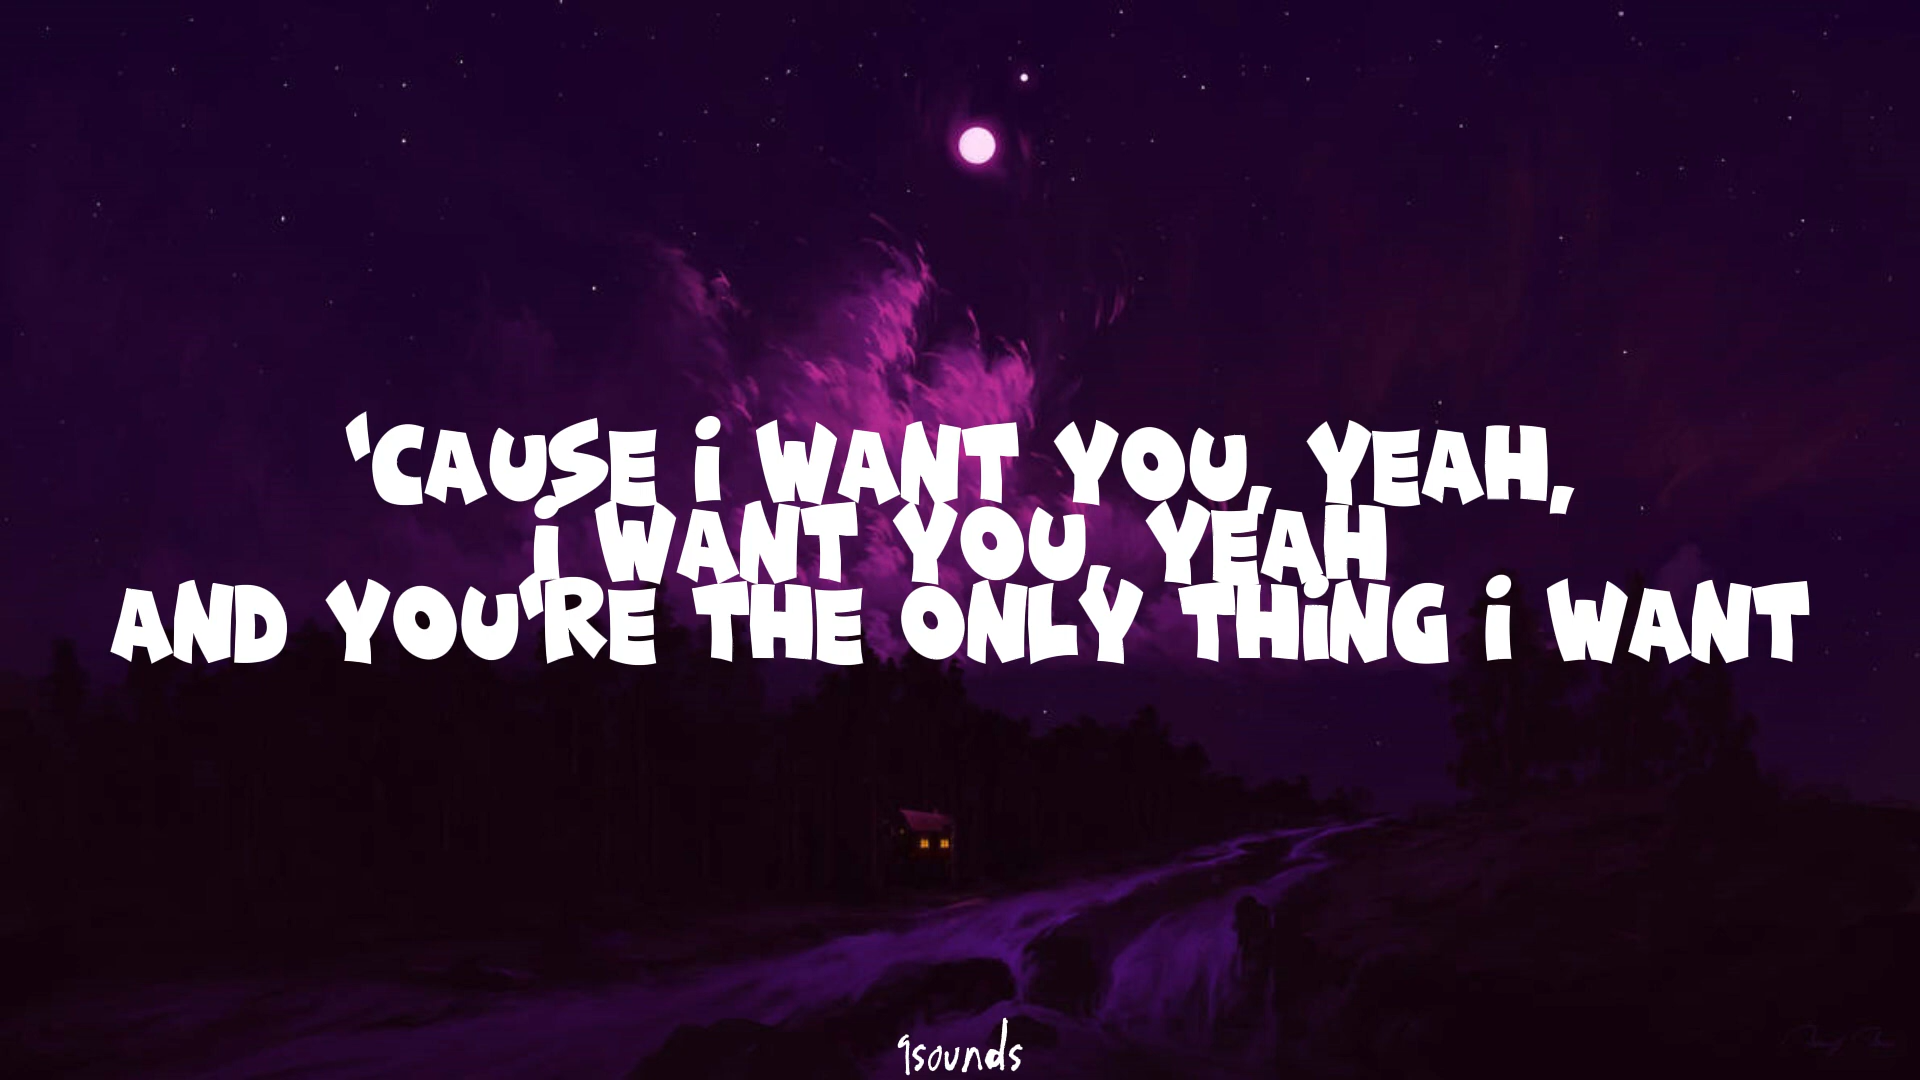 'CAUSE i WANT YOU, YEAH,
i WANT YOU, YEAH
AND YOU'RE THE ONLY THiNG i WANT
9sounds